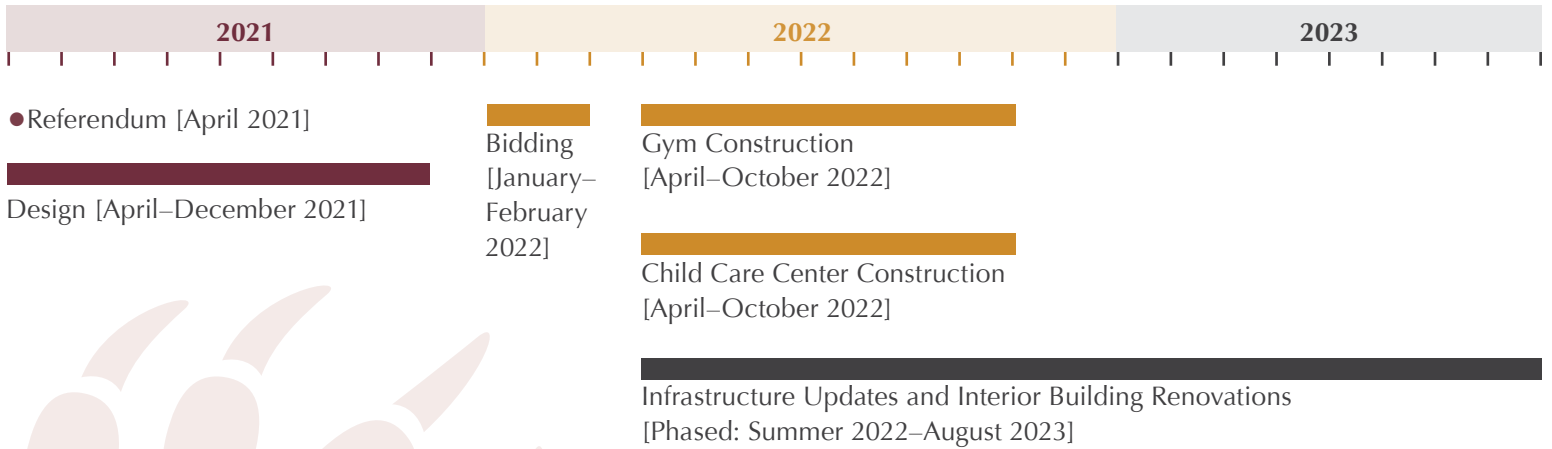 2021 2022 2023
Referendum [April 2021]
Design [April–December 2021]
Bidding
[January–
February
2022]
Gym Construction
[April–October 2022]
Child Care Center Construction
[April–October 2022]
Infrastructure Updates and Interior Building Renovations
[Phased: Summer 2022–August 2023]